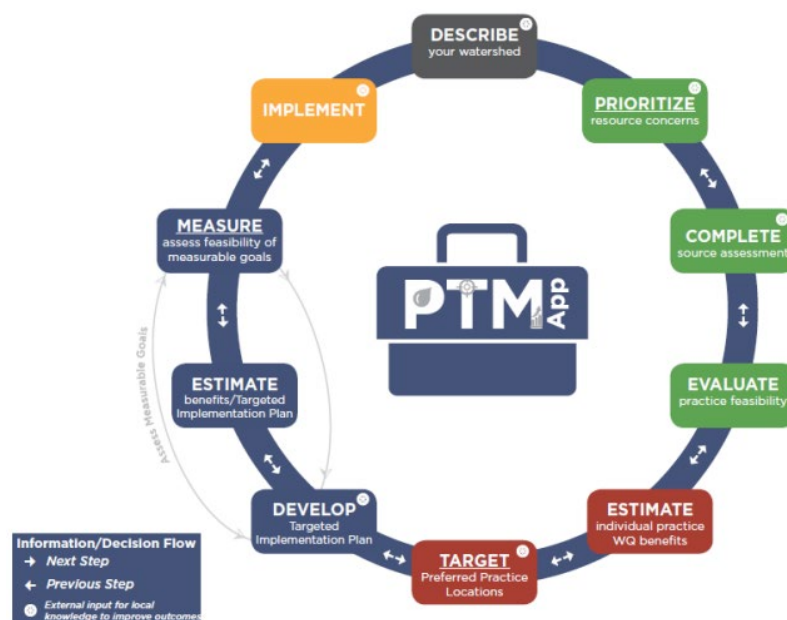 DESCRIBE
your watershed
PRIORITIZE
resource concerns
COMPLETE
source assessment
EVALUATE
practice feasibility
ESTIMATE
individual practice
WQ benefits
TARGET
Preferred Practice
Locations
DEVELOP
Targeted
Implementation Plan
ESTIMATE
benefits/Targeted
Implementation Plan
MEASURE
assess feasibility of
measurable goals
IMPLEMENT
Assess Measurable Goals
PTM App
Information/Decision Flow
→ Next Step
← Previous Step
External input for local
knowledge to improve outcomes